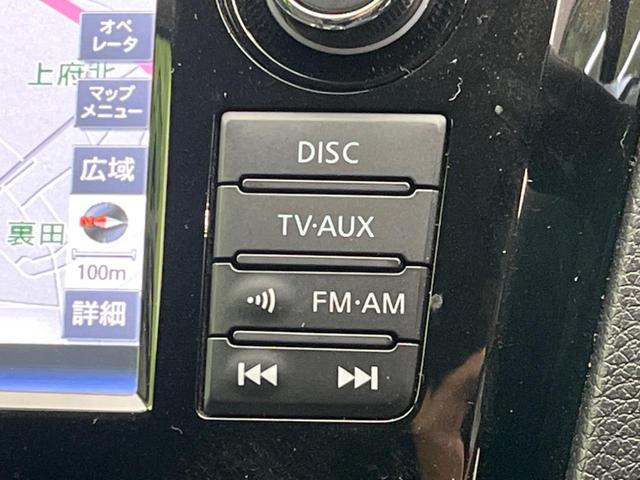 オペ
レータ
上府北
マップ
メニュー
広域
裏田
100m
詳細
DISC
TV·AUX
FM·AM